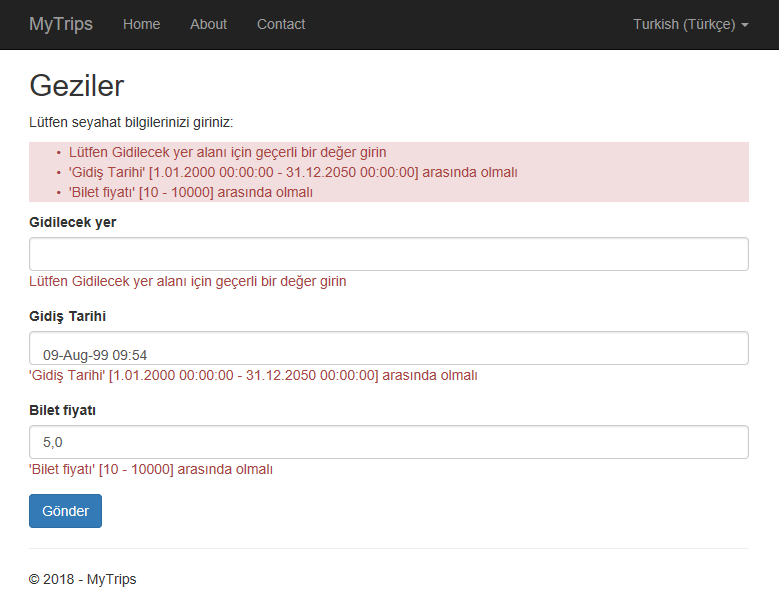 MyTrips Home About Contact Turkish (Türkçe)
Geziler
Lütfen seyahat bilgilerinizi giriniz:
• Lütfen Gidilecek yer alanı için geçerli bir değer girin
• 'Gidiş Tarihi' [1.01.2000 00:00:00 - 31.12.2050 00:00:00] arasında olmalı
• 'Bilet fiyatı' [10 - 10000] arasında olmalı
Gidilecek yer
Lütfen Gidilecek yer alanı için geçerli bir değer girin
Gidiş Tarihi
09-Aug-99 09:54
'Gidiş Tarihi' [1.01.2000 00:00:00 - 31.12.2050 00:00:00] arasında olmalı
Bilet fiyatı
5,0
'Bilet fiyatı' [10 - 10000] arasında olmalı
Gönder
© 2018 - MyTrips